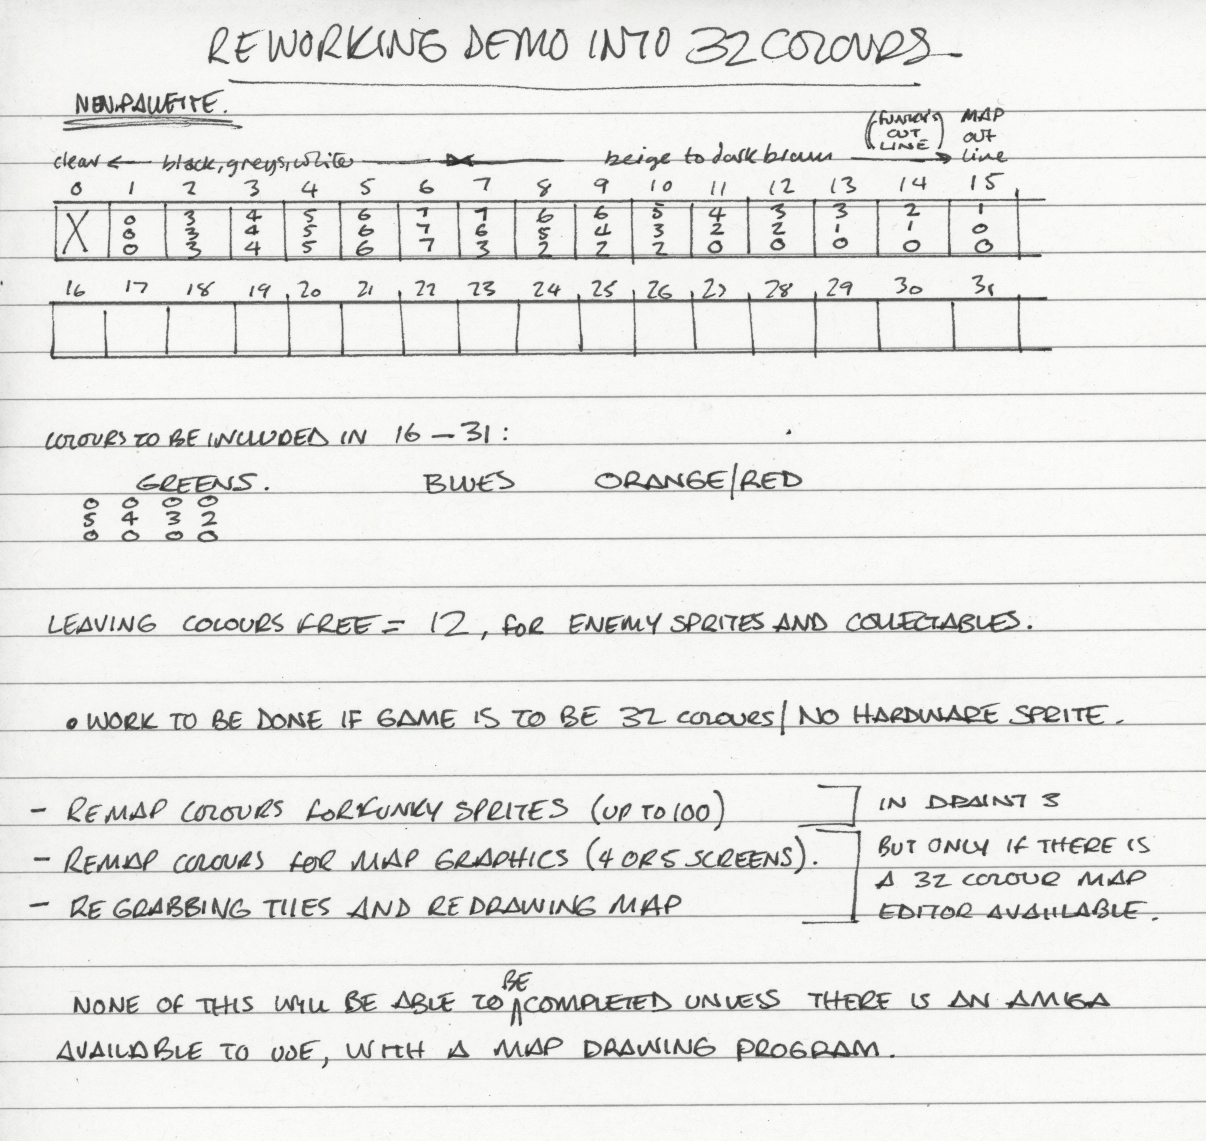 REWORKING DEMO INTO 32 COLOURS
NEW PALLETTE.
(FUNKY'S OUT LINE) MAP OUT line
clear ← black, greys, white beige to dark brown
0 1 2 3 4 5 6 7 8 9 10 11 12 13 14 15
X 0 3 4 5 6 7 7 6 6 5 4 3 3 2 1
0 3 4 5 6 7 6 5 4 3 2 2 1 1 0
0 3 4 5 6 7 3 2 2 2 0 0 0 0 0
16 17 18 19 20 21 22 23 24 25 26 27 28 29 30 31
COLOURS TO BE INCLUDED IN 16 – 31:
GREENS. BLUES ORANGE/RED
0 0 0 0
5 4 3 2
0 0 0 0
LEAVING COLOURS FREE = 12, FOR ENEMY SPRITES AND COLLECTABLES.
• WORK TO BE DONE IF GAME IS TO BE 32 COLOURS / NO HARDWARE SPRITE.
– REMAP COLOURS FOR FUNKY SPRITES (UP TO 100) IN DPAINT 3
– REMAP COLOURS FOR MAP GRAPHICS (4 OR 5 SCREENS). BUT ONLY IF THERE IS
A 32 COLOUR MAP
– RE GRABBING TILES AND REDRAWING MAP EDITOR AVAILABLE.
NONE OF THIS WILL BE ABLE TO BE COMPLETED UNLESS THERE IS AN AMIGA
AVAILABLE TO USE, WITH A MAP DRAWING PROGRAM.